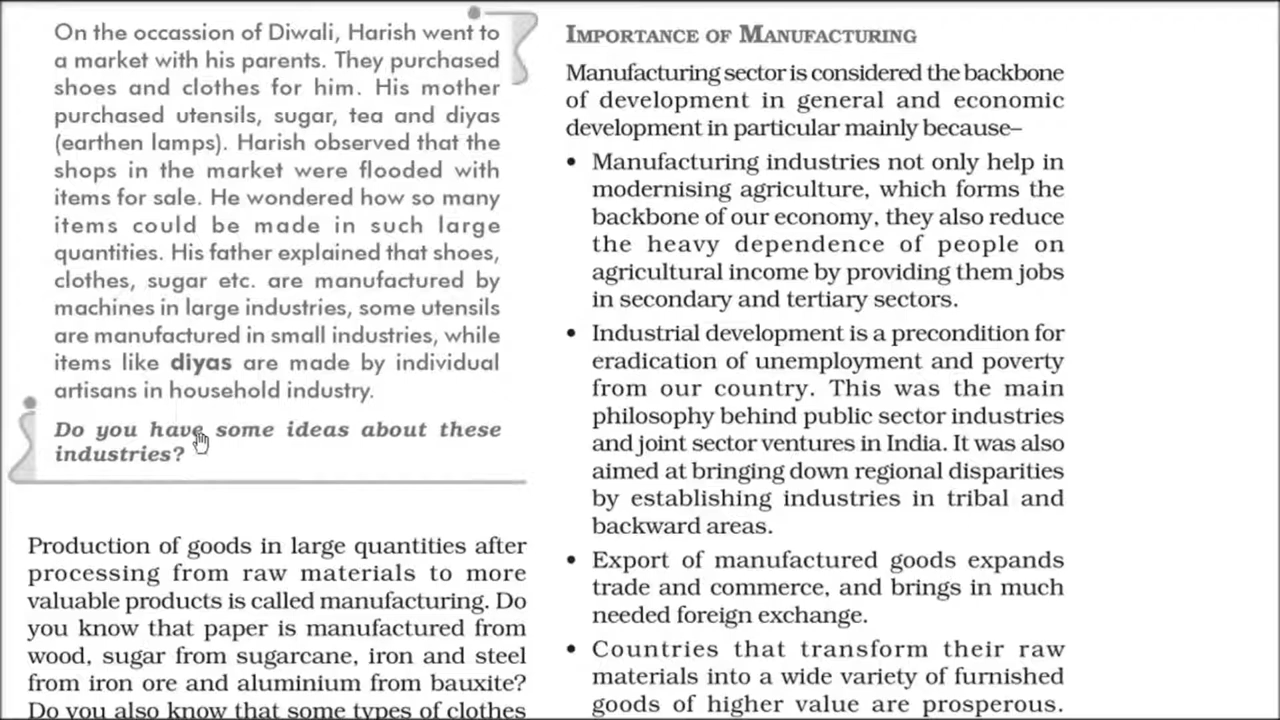 On the occassion of Diwali, Harish went to
a market with his parents. They purchased
shoes and clothes for him. His mother
purchased utensils, sugar, tea and diyas
(earthen lamps). Harish observed that the
shops in the market were flooded with
items for sale. He wondered how so many
items could be made in such large
quantities. His father explained that shoes,
clothes, sugar etc. are manufactured by
machines in large industries, some utensils
are manufactured in small industries, while
items like diyas are made by individual
artisans in household industry.
Do you have some ideas about these
industries?
Production of goods in large quantities after
processing from raw materials to more
valuable products is called manufacturing. Do
you know that paper is manufactured from
wood, sugar from sugarcane, iron and steel
from iron ore and aluminium from bauxite?
Do you also know that some types of clothes
IMPORTANCE OF MANUFACTURING
Manufacturing sector is considered the backbone
of development in general and economic
development in particular mainly because–
• Manufacturing industries not only help in
modernising agriculture, which forms the
backbone of our economy, they also reduce
the heavy dependence of people on
agricultural income by providing them jobs
in secondary and tertiary sectors.
• Industrial development is a precondition for
eradication of unemployment and poverty
from our country. This was the main
philosophy behind public sector industries
and joint sector ventures in India. It was also
aimed at bringing down regional disparities
by establishing industries in tribal and
backward areas.
• Export of manufactured goods expands
trade and commerce, and brings in much
needed foreign exchange.
• Countries that transform their raw
materials into a wide variety of furnished
goods of higher value are prosperous.